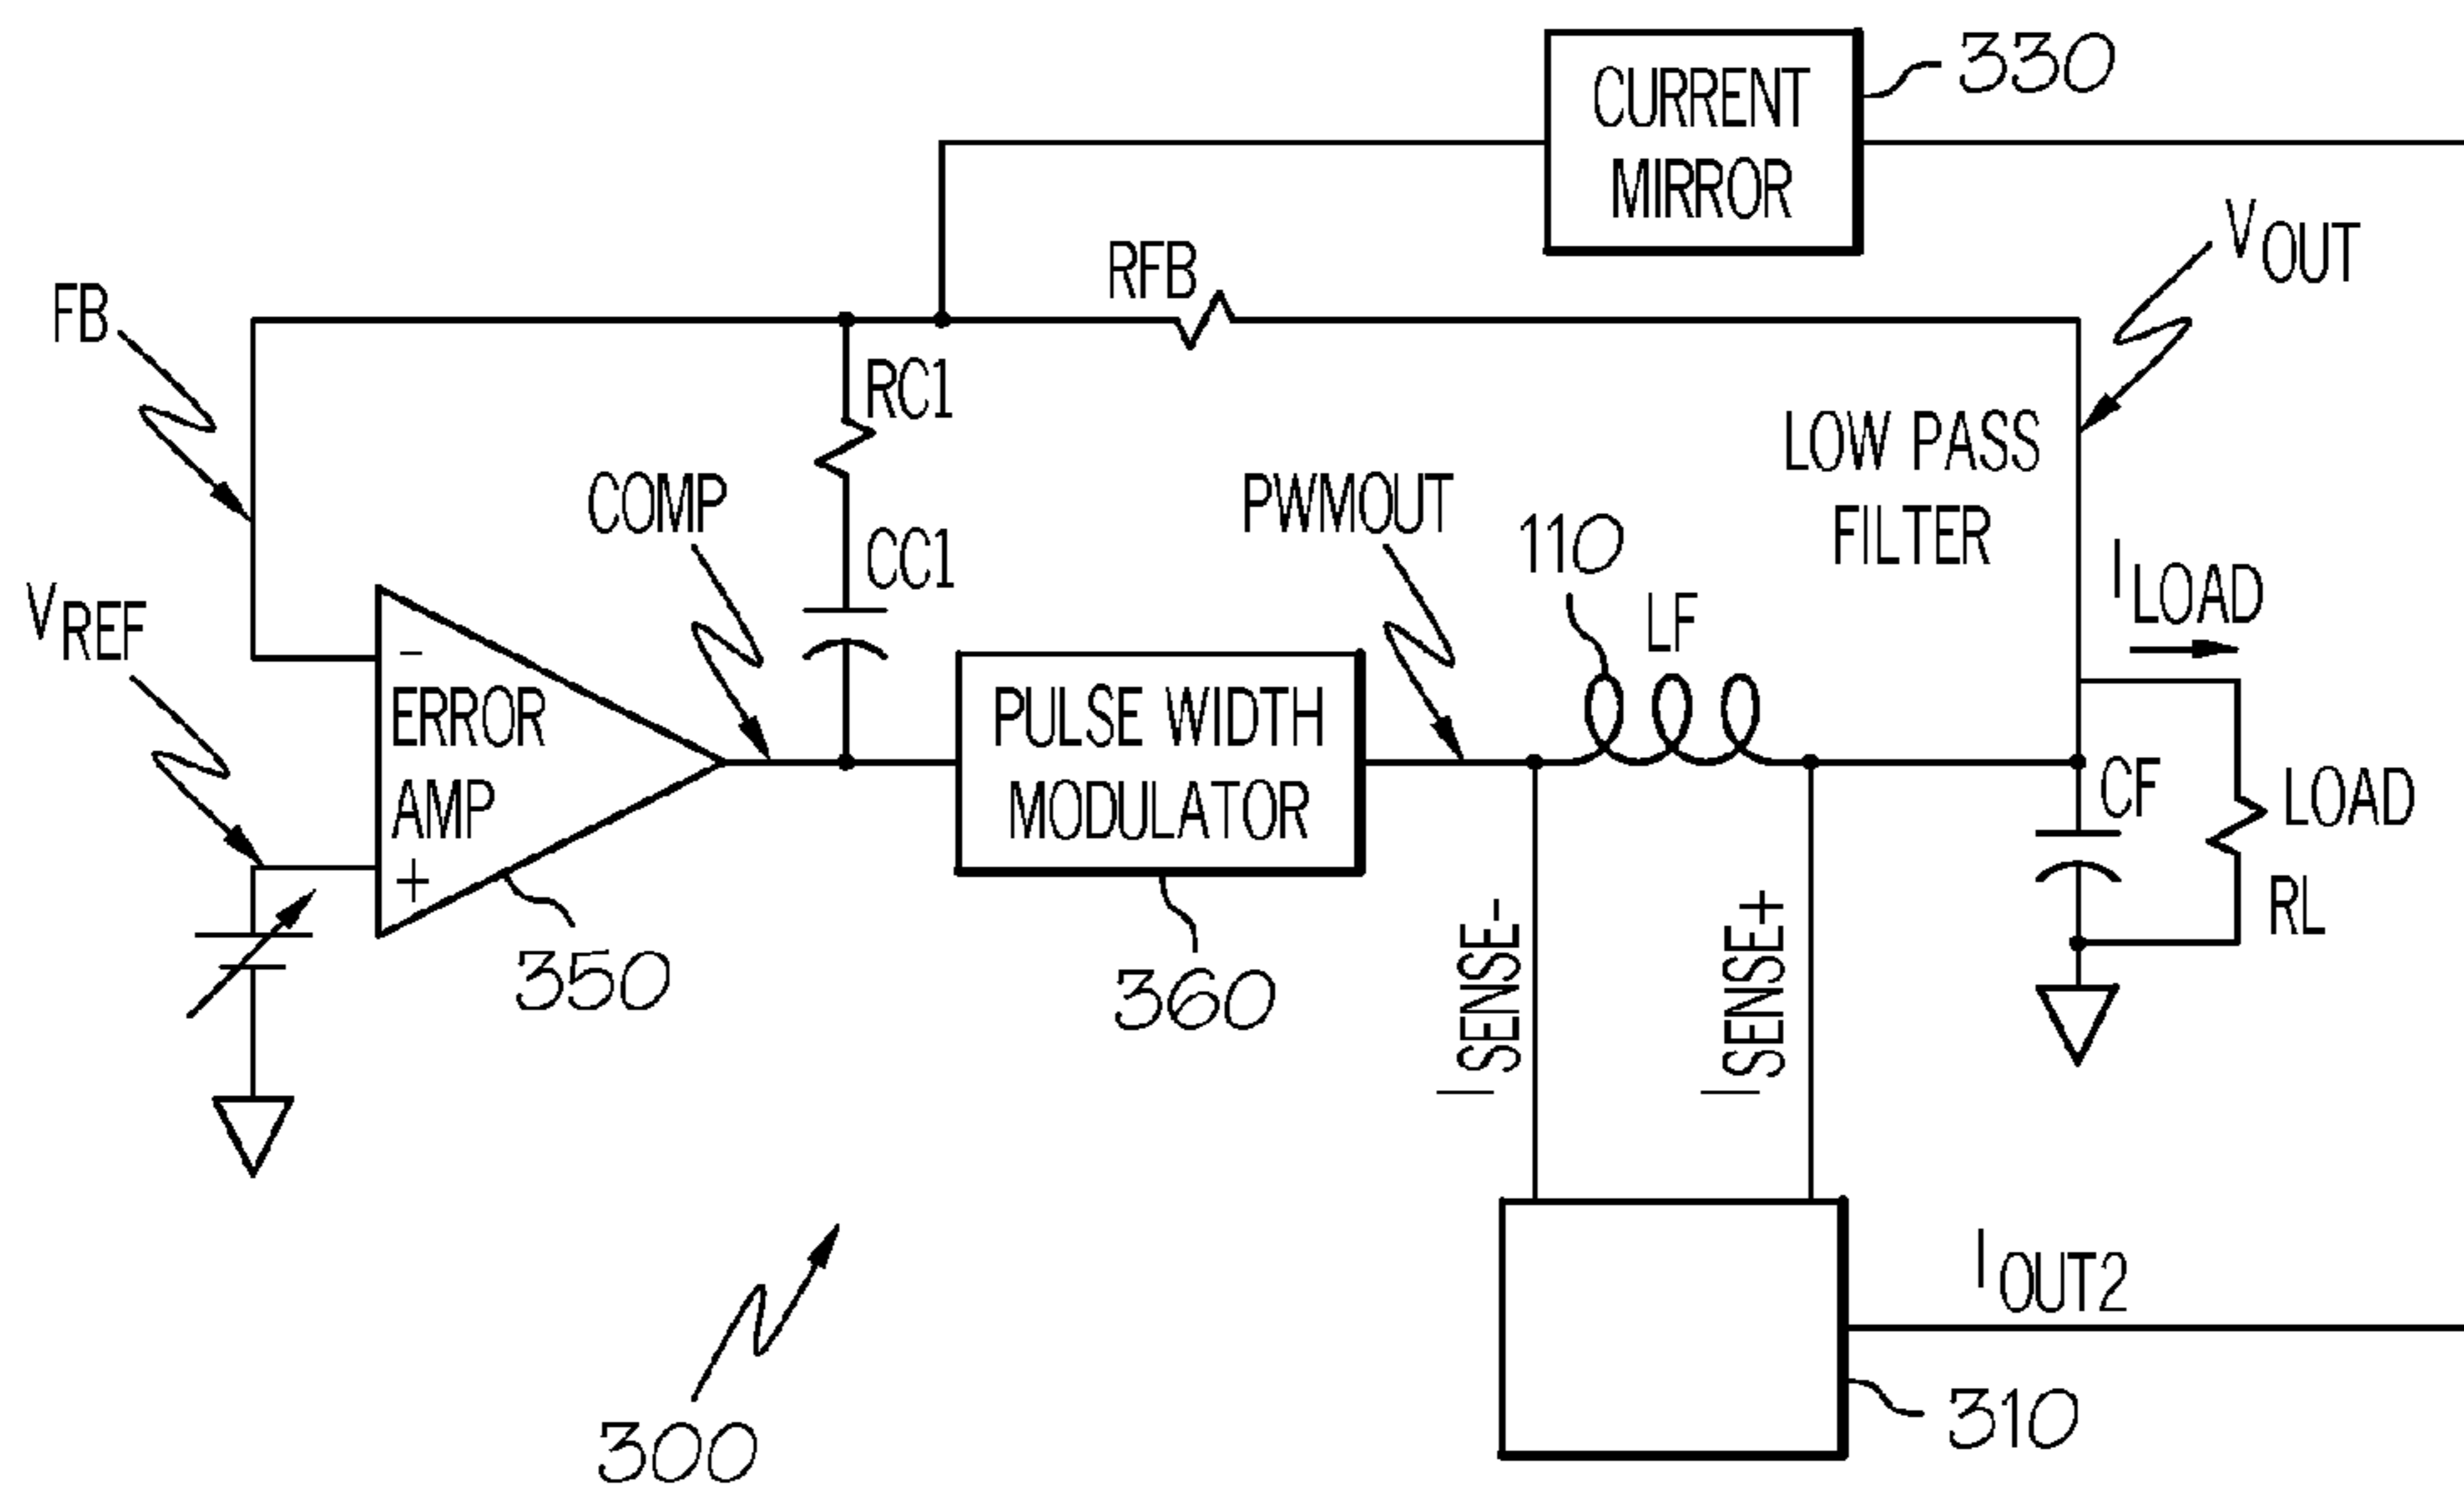 CURRENT
MIRROR
330
RFB
VOUT
FB
RC1
LOW PASS
FILTER
COMP
PWMOUT
110
CC1
LF
ILOAD
VREF
-
ERROR
AMP
+
PULSE WIDTH
MODULATOR
CF
LOAD
RL
350
360
ISENSE-
ISENSE+
IOUT2
310
300